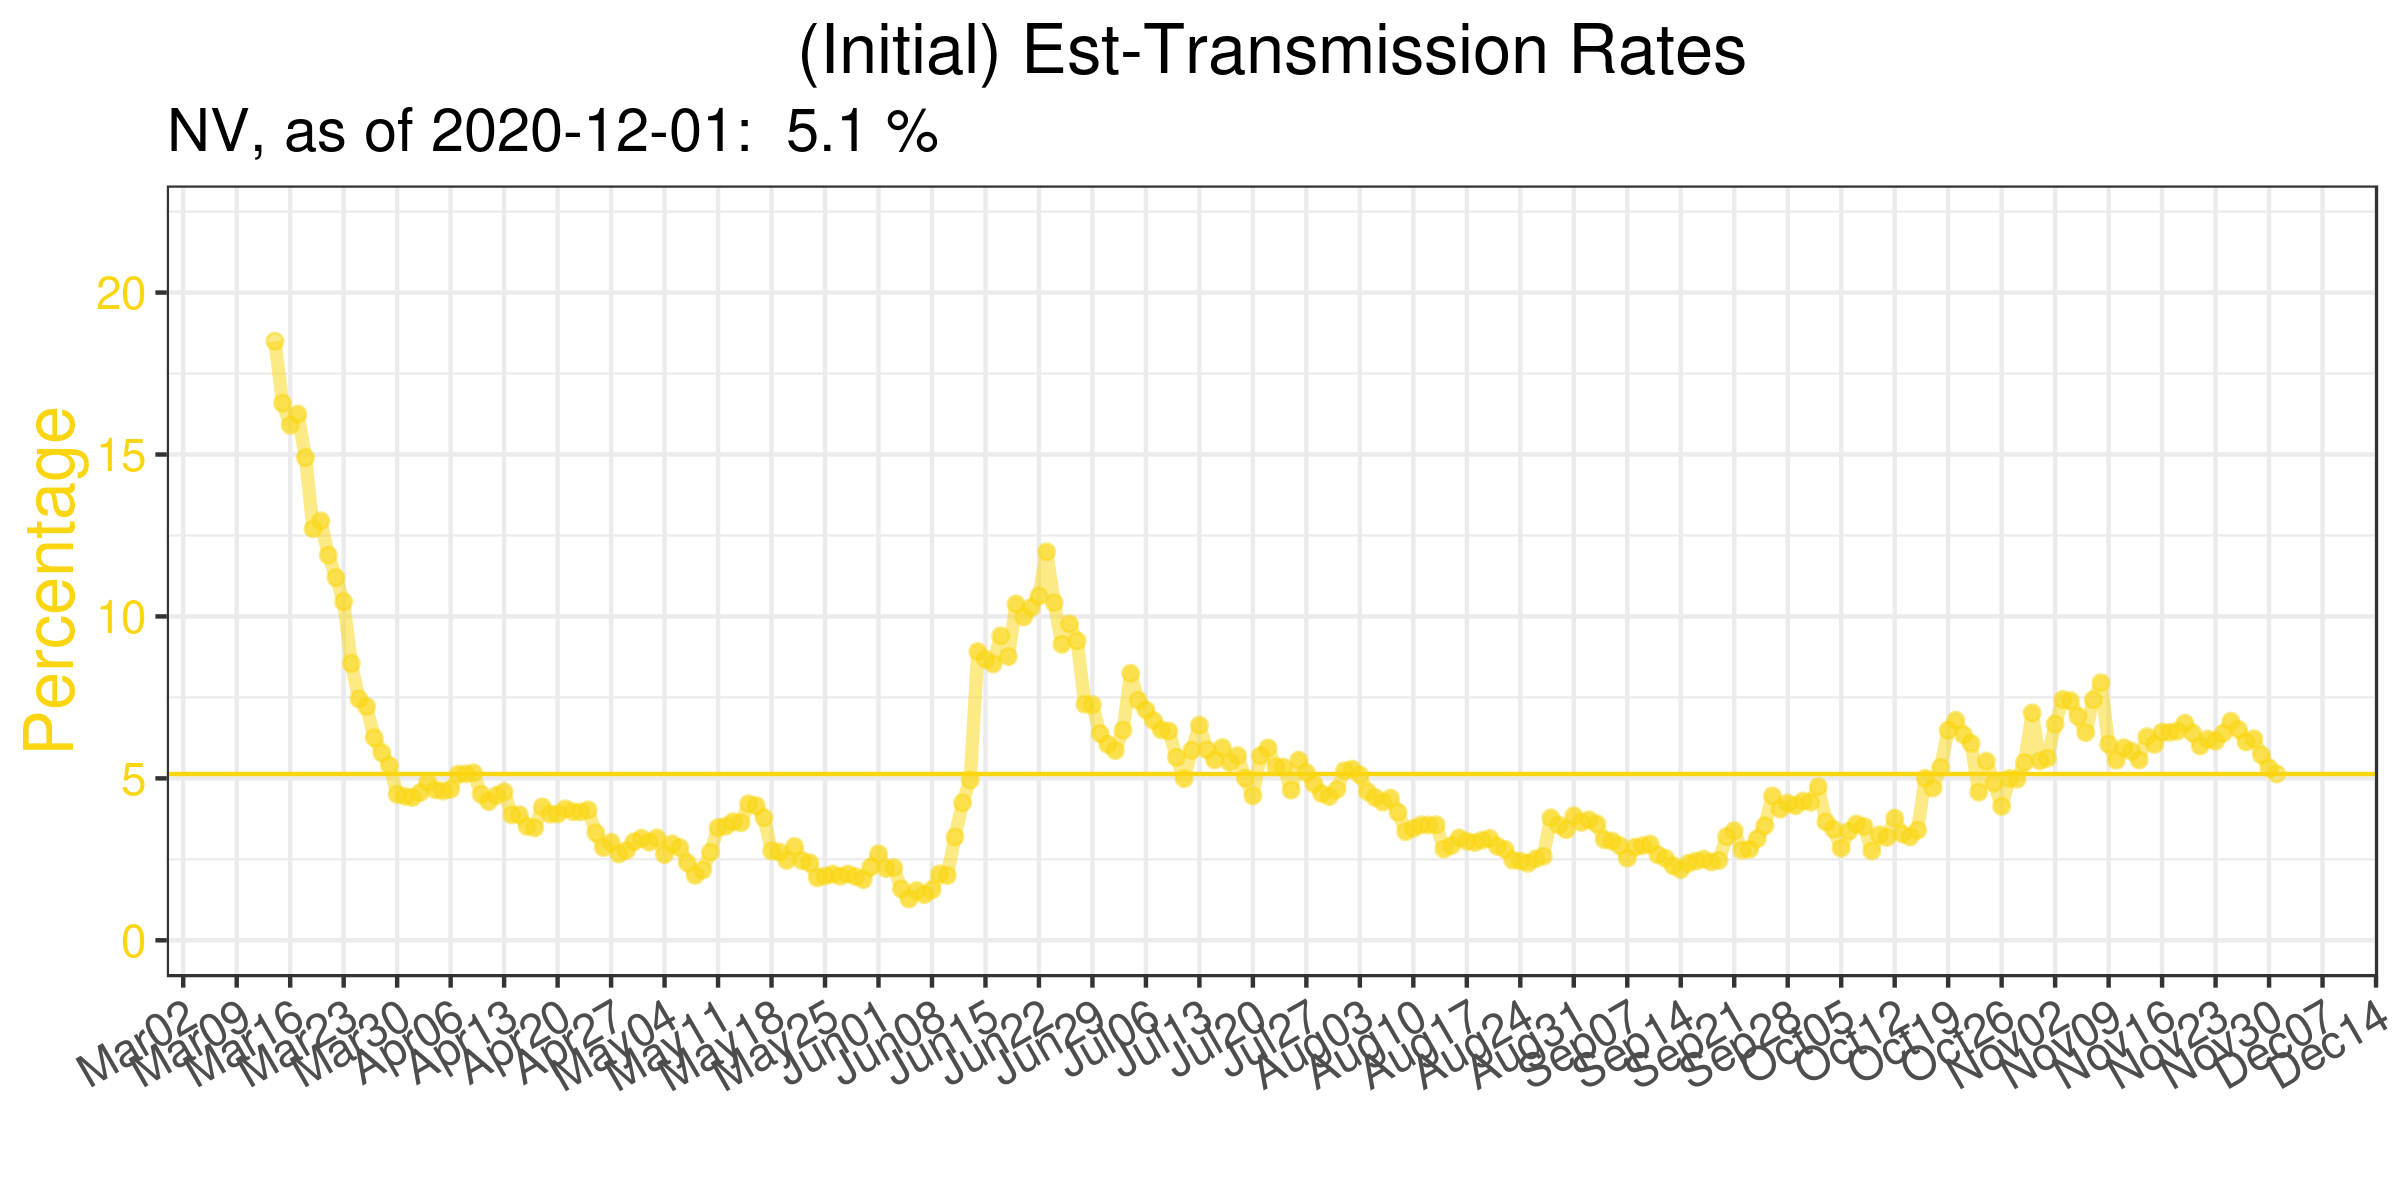 (Initial) Est-Transmission Rates
NV, as of 2020-12-01:  5.1 %
Percentage
20
15
10
5
0
Mar02
Mar09
Mar16
Mar23
Mar30
Apr06
Apr13
Apr20
Apr27
May04
May11
May18
May25
Jun01
Jun08
Jun15
Jun22
Jun29
Jul06
Jul13
Jul20
Jul27
Aug03
Aug10
Aug17
Aug24
Aug31
Sep07
Sep14
Sep21
Sep28
Oct05
Oct12
Oct19
Oct26
Nov02
Nov09
Nov16
Nov23
Nov30
Dec07
Dec14